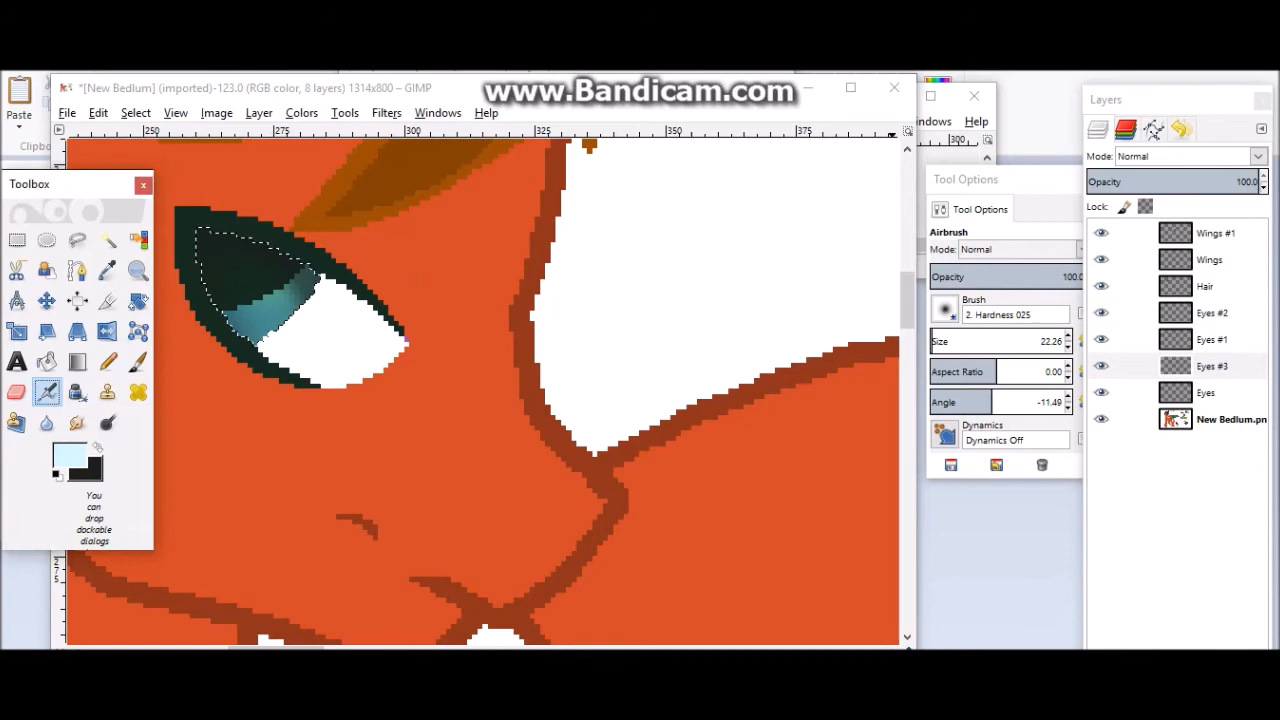 www.Bandicam.com
*[New Bedlum] (imported)-123.0 (RGB color, 8 layers) 1314x800 – GIMP
Paste
File Edit Select View Image Layer Colors Tools Filters Windows Help
Clipbo
250 275 300 325 350 375
Toolbox
You
can
drop
dockable
dialogs
ndows Help
300
Tool Options
Tool Options
Airbrush
Mode: Normal
Opacity 100.0
Brush
2. Hardness 025
Size 22.26
Aspect Ratio 0.00
Angle -11.49
Dynamics
Dynamics Off
Layers
Mode: Normal
Opacity 100.0
Lock:
Wings #1
Wings
Hair
Eyes #2
Eyes #1
Eyes #3
Eyes
New Bedlum.pn